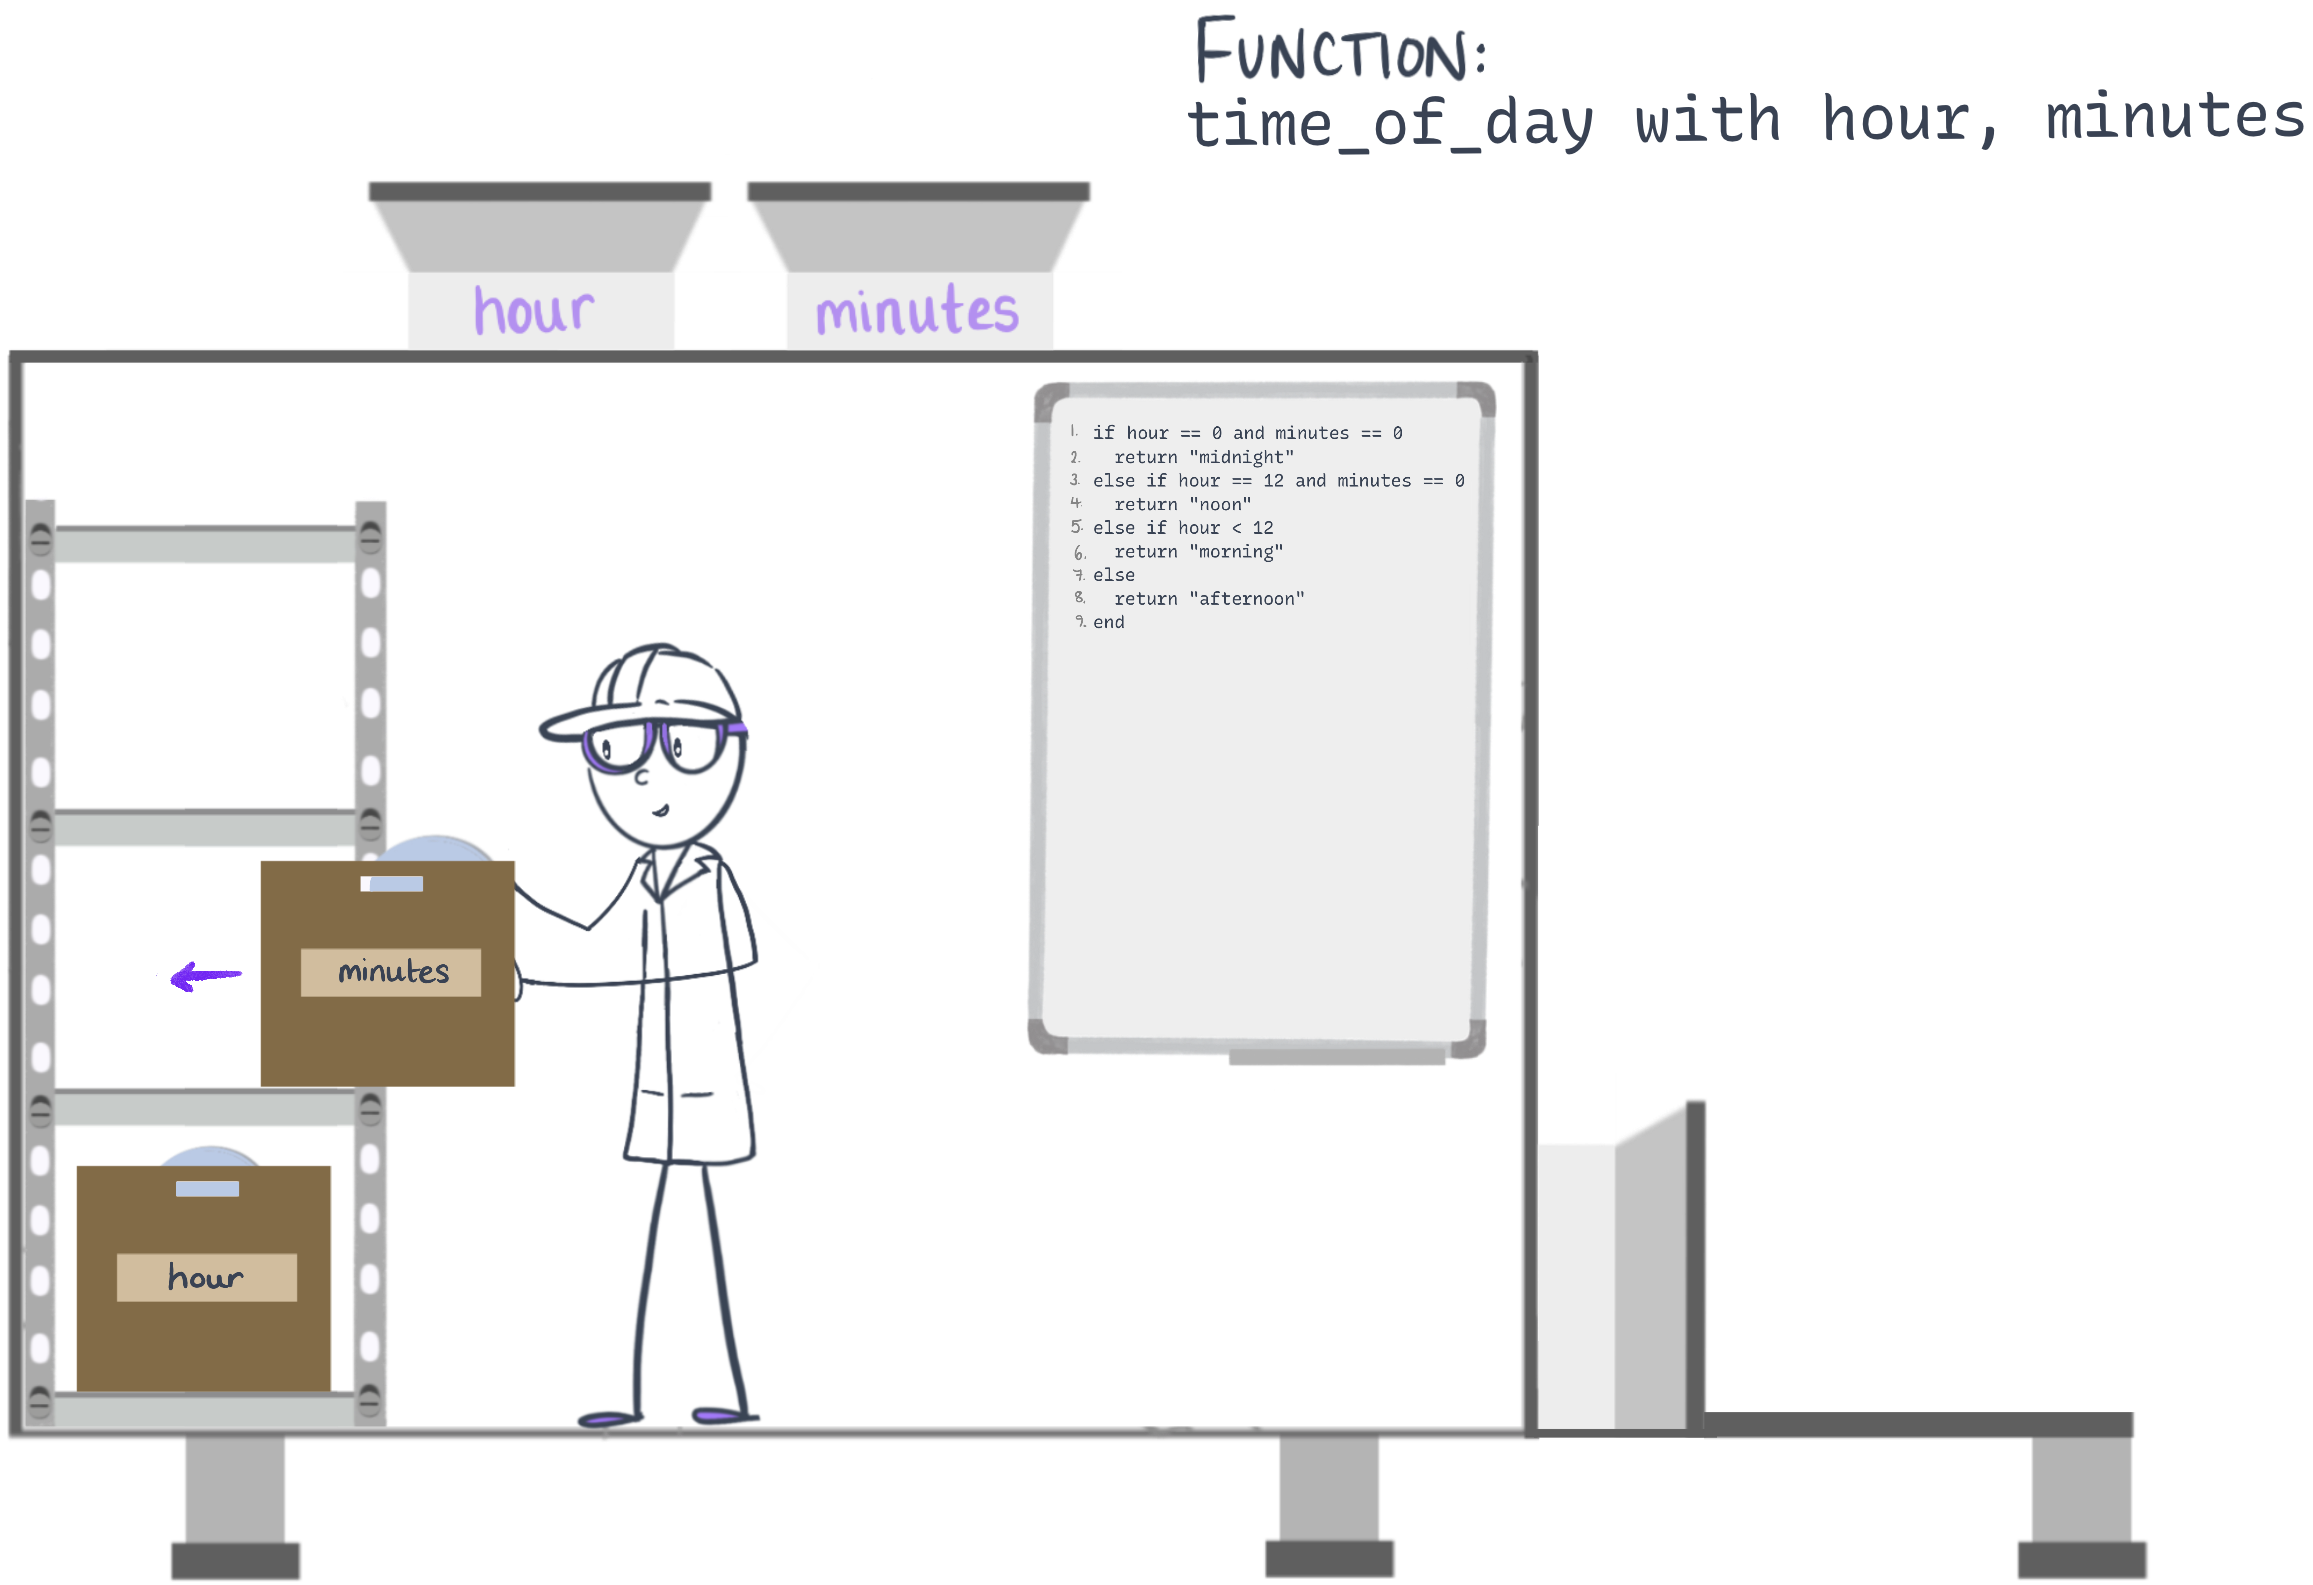 FUNCTION:
time_of_day with hour, minutes
hour
minutes
1. if hour == 0 and minutes == 0
2. return "midnight"
3. else if hour == 12 and minutes == 0
4. return "noon"
5. else if hour < 12
6. return "morning"
7. else
8. return "afternoon"
9. end
minutes
hour